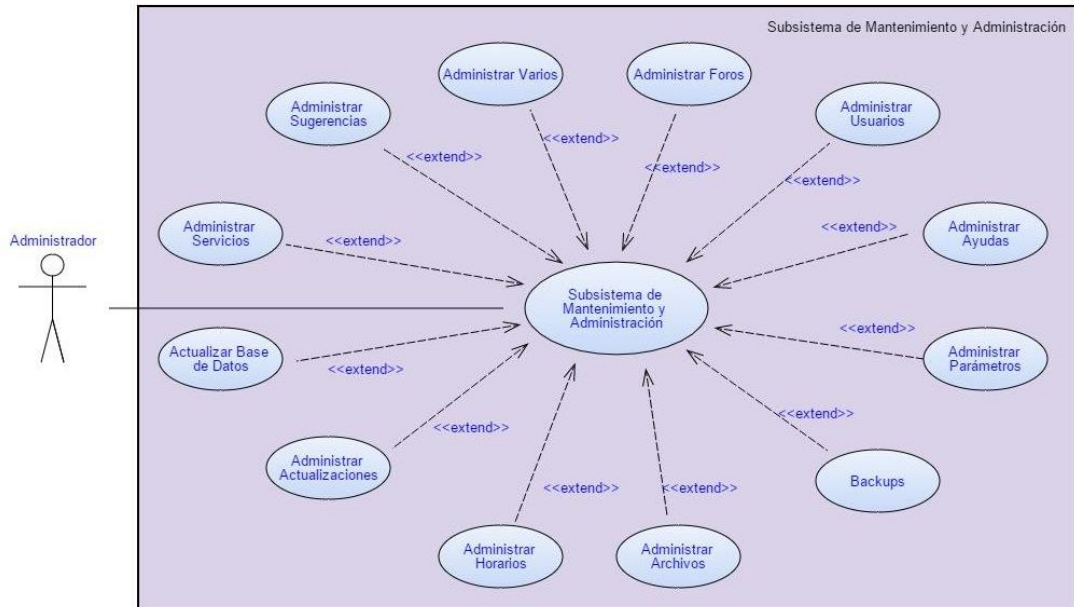 Subsistema de Mantenimiento y Administración
Administrar Varios
Administrar Foros
Administrar
Sugerencias
Administrar
Usuarios
<<extend>>
<<extend>>
<<extend>>
<<extend>>
Administrador
Administrar
Servicios
<<extend>>
<<extend>>
Administrar
Ayudas
Subsistema de
Mantenimiento y
Administración
Actualizar Base
de Datos
<<extend>>
<<extend>>
Administrar
Parámetros
Administrar
Actualizaciones
<<extend>>
<<extend>>
Backups
<<extend>>
<<extend>>
Administrar
Horarios
Administrar
Archivos